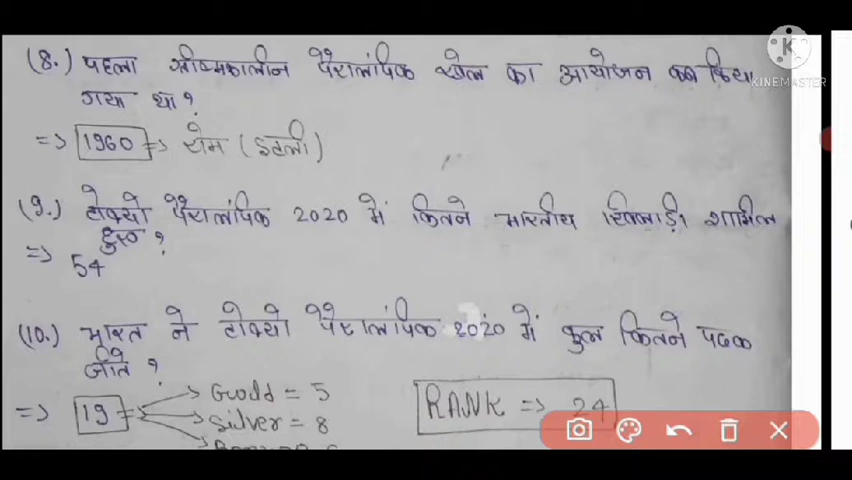 (8.) पहला ग्रीष्मकालीन पैरालंपिक खेल का आयोजन कब किया
गया था?
=> 1960 => रोम (इटली)
(9.) टोक्यो पैरालंपिक 2020 में कितने भारतीय खिलाड़ी शामिल
हुए ?
=> 54
(10.) भारत ने टोक्यो पैरालंपिक 2020 में कुल कितने पदक
जीते ?
=> 19 => Gold = 5
Silver = 8
RANK => 24
KINEMASTER